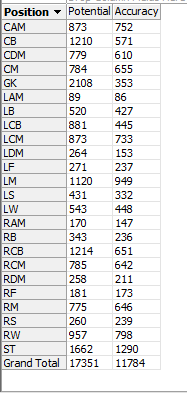 Position Potential Accuracy
CAM 873 752
CB 1210 571
CDM 779 610
CM 784 655
GK 2108 353
LAM 89 86
LB 520 427
LCB 881 445
LCM 873 733
LDM 264 153
LF 271 237
LM 1120 949
LS 431 332
LW 543 448
RAM 170 147
RB 343 236
RCB 1214 651
RCM 785 642
RDM 258 211
RF 181 173
RM 775 646
RS 260 239
RW 957 798
ST 1662 1290
Grand Total 17351 11784